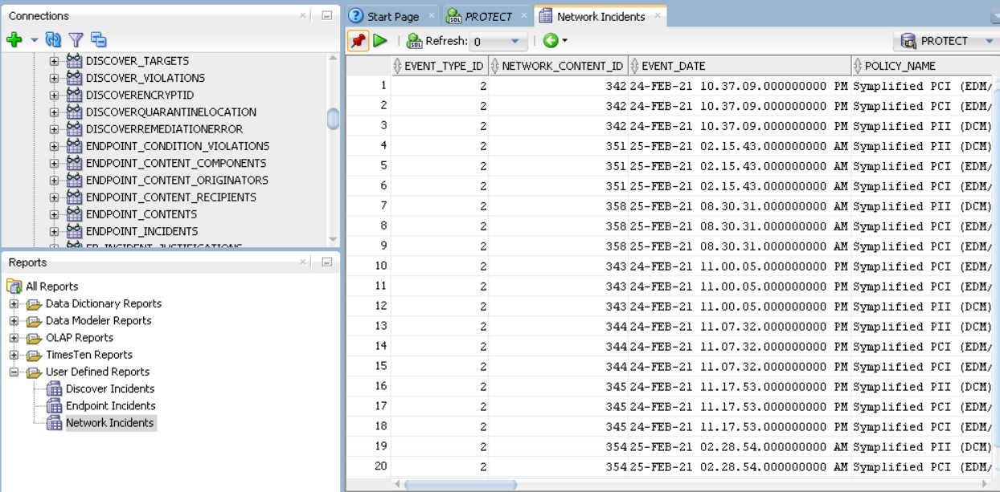 Connections
DISCOVER_TARGETS
DISCOVER_VIOLATIONS
DISCOVERENCRYPTID
DISCOVERQUARANTINELOCATION
DISCOVERREMEDIATIONERROR
ENDPOINT_CONDITION_VIOLATIONS
ENDPOINT_CONTENT_COMPONENTS
ENDPOINT_CONTENT_ORIGINATORS
ENDPOINT_CONTENT_RECIPIENTS
ENDPOINT_CONTENTS
ENDPOINT_INCIDENTS
Reports
All Reports
Data Dictionary Reports
Data Modeler Reports
OLAP Reports
TimesTen Reports
User Defined Reports
Discover Incidents
Endpoint Incidents
Network Incidents
Start Page PROTECT Network Incidents
Refresh: 0 PROTECT
EVENT_TYPE_ID NETWORK_CONTENT_ID EVENT_DATE POLICY_NAME
1 2 342 24-FEB-21 10.37.09.000000000 PM Symplified PCI (EDM/
2 2 342 24-FEB-21 10.37.09.000000000 PM Symplified PCI (EDM/
3 2 342 24-FEB-21 10.37.09.000000000 PM Symplified PII (DCM)
4 2 351 25-FEB-21 02.15.43.000000000 AM Symplified PII (DCM)
5 2 351 25-FEB-21 02.15.43.000000000 AM Symplified PCI (EDM/
6 2 351 25-FEB-21 02.15.43.000000000 AM Symplified PCI (EDM/
7 2 358 25-FEB-21 08.30.31.000000000 AM Symplified PII (DCM)
8 2 358 25-FEB-21 08.30.31.000000000 AM Symplified PCI (EDM/
9 2 358 25-FEB-21 08.30.31.000000000 AM Symplified PCI (EDM/
10 2 343 24-FEB-21 11.00.05.000000000 PM Symplified PCI (EDM/
11 2 343 24-FEB-21 11.00.05.000000000 PM Symplified PCI (EDM/
12 2 343 24-FEB-21 11.00.05.000000000 PM Symplified PII (DCM)
13 2 344 24-FEB-21 11.07.32.000000000 PM Symplified PII (DCM)
14 2 344 24-FEB-21 11.07.32.000000000 PM Symplified PCI (EDM/
15 2 344 24-FEB-21 11.07.32.000000000 PM Symplified PCI (EDM/
16 2 345 24-FEB-21 11.17.53.000000000 PM Symplified PII (DCM)
17 2 345 24-FEB-21 11.17.53.000000000 PM Symplified PCI (EDM/
18 2 345 24-FEB-21 11.17.53.000000000 PM Symplified PCI (EDM/
19 2 354 25-FEB-21 02.28.54.000000000 AM Symplified PII (DCM)
20 2 354 25-FEB-21 02.28.54.000000000 AM Symplified PCI (EDM/